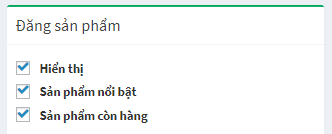 Đăng sản phẩm
Hiển thị
Sản phẩm nổi bật
Sản phẩm còn hàng